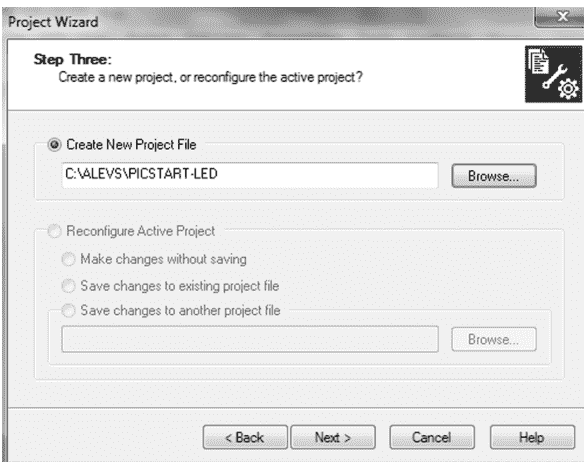 Project Wizard
Step Three:
Create a new project, or reconfigure the active project?
Create New Project File
C:\ALEVS\PICSTART-LED
Browse...
Reconfigure Active Project
Make changes without saving
Save changes to existing project file
Save changes to another project file
Browse...
< Back
Next >
Cancel
Help